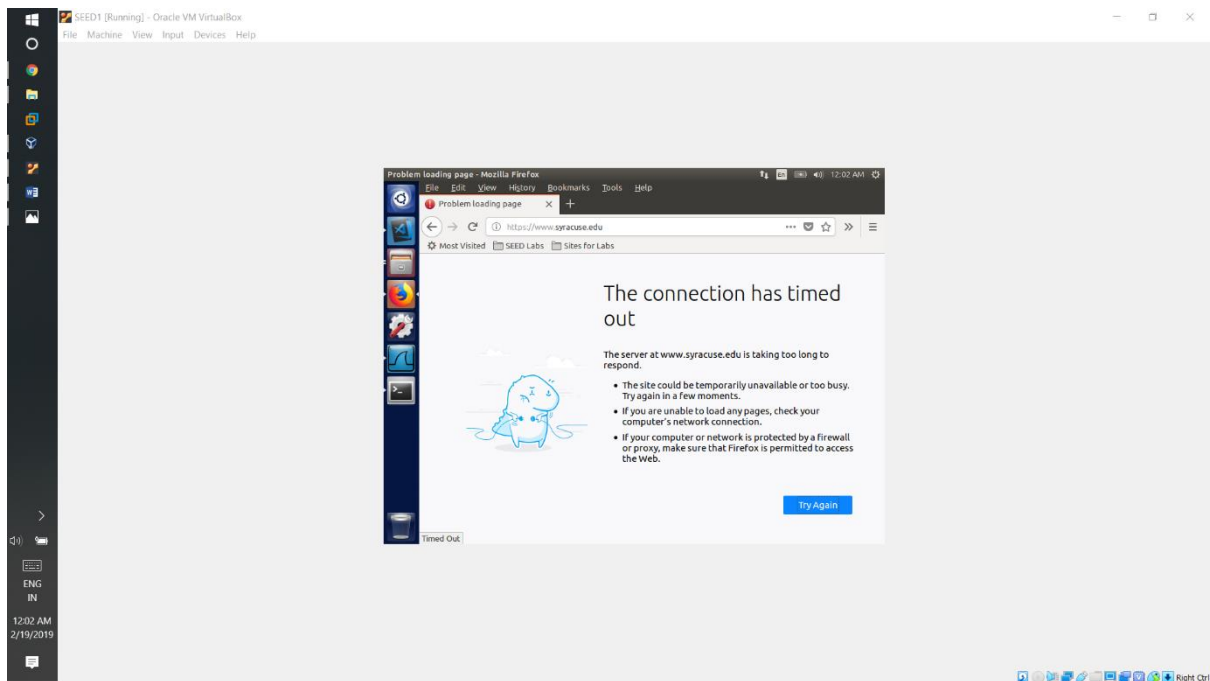 SEED1 [Running] - Oracle VM VirtualBox
File Machine View Input Devices Help
Problem loading page - Mozilla Firefox
En
12:02 AM
File Edit View History Bookmarks Tools Help
Problem loading page
https://www.syracuse.edu
Most Visited SEED Labs Sites for Labs
The connection has timed
out
The server at www.syracuse.edu is taking too long to
respond.
• The site could be temporarily unavailable or too busy.
Try again in a few moments.
• If you are unable to load any pages, check your
computer's network connection.
• If your computer or network is protected by a firewall
or proxy, make sure that Firefox is permitted to access
the Web.
Try Again
Timed Out
ENG
IN
12:02 AM
2/19/2019
Right Ctrl